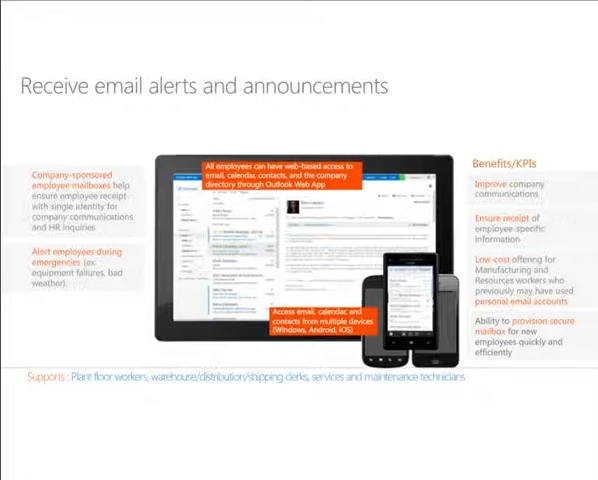 Receive email alerts and announcements
Company-sponsored
employee mailboxes help
ensure employee receipt
with single identity for
company communications
and HR Inquiries
Alert employees during
emergencies (ex.
equipment failures, bad
weather).
All employees can have web-based access to
email, calendar, contacts, and the company
directory through Outlook Web App
Access email, calendar, and
contacts from multiple devices
(Windows, Android, iOS)
Benefits/KPIs
Improve company
communications
Ensure receipt of
employee-specific
information
Low-cost offering for
Manufacturing and
Resources workers who
previously may have used
personal email accounts
Ability to provision secure
mailbox for new
employees quickly and
efficiently
Supports : Plant floor workers, warehouse/distribution/shipping clerks, services and maintenance technicians